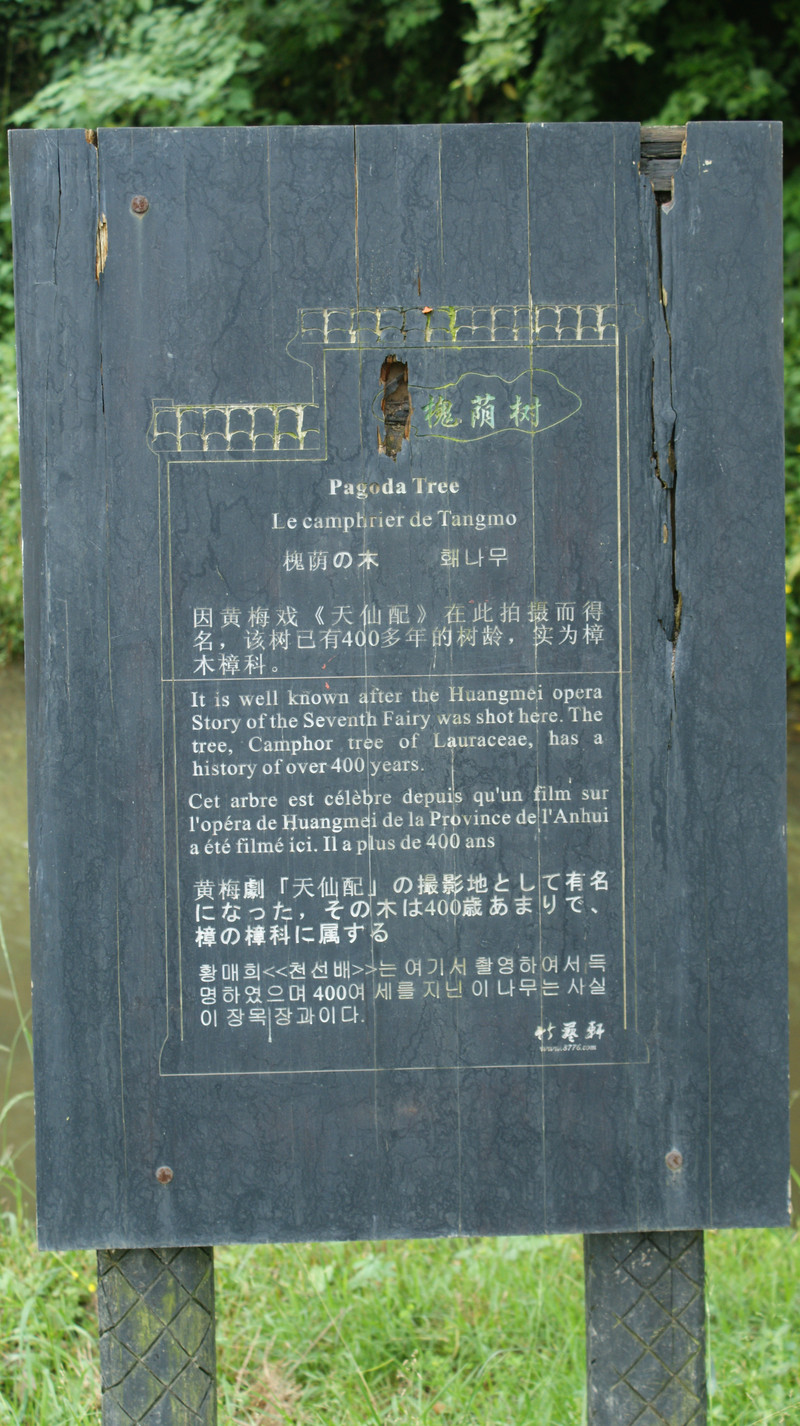 槐荫树
Pagoda Tree
Le camphrier de Tangmo
槐荫の木 홰나무
因黄梅戏《天仙配》在此拍摄而得
名，该树已有400多年的树龄，实为樟
木樟科。
It is well known after the Huangmei opera
Story of the Seventh Fairy was shot here. The
tree, Camphor tree of Lauraceae, has a
history of over 400 years.
Cet arbre est célèbre depuis qu'un film sur
l'opéra de Huangmei de la Province de l'Anhui
a été filmé ici. Il a plus de 400 ans
黄梅劇「天仙配」の撮影地として有名
になった，その木は400歳あまりで、
樟の樟科に属する
황매희<<천선배>>는 여기서 촬영하여서 득
명하였으며 400여 세를 지닌 이 나무는 사실
이 장목장과이다.
竹藝軒
www.8776.com